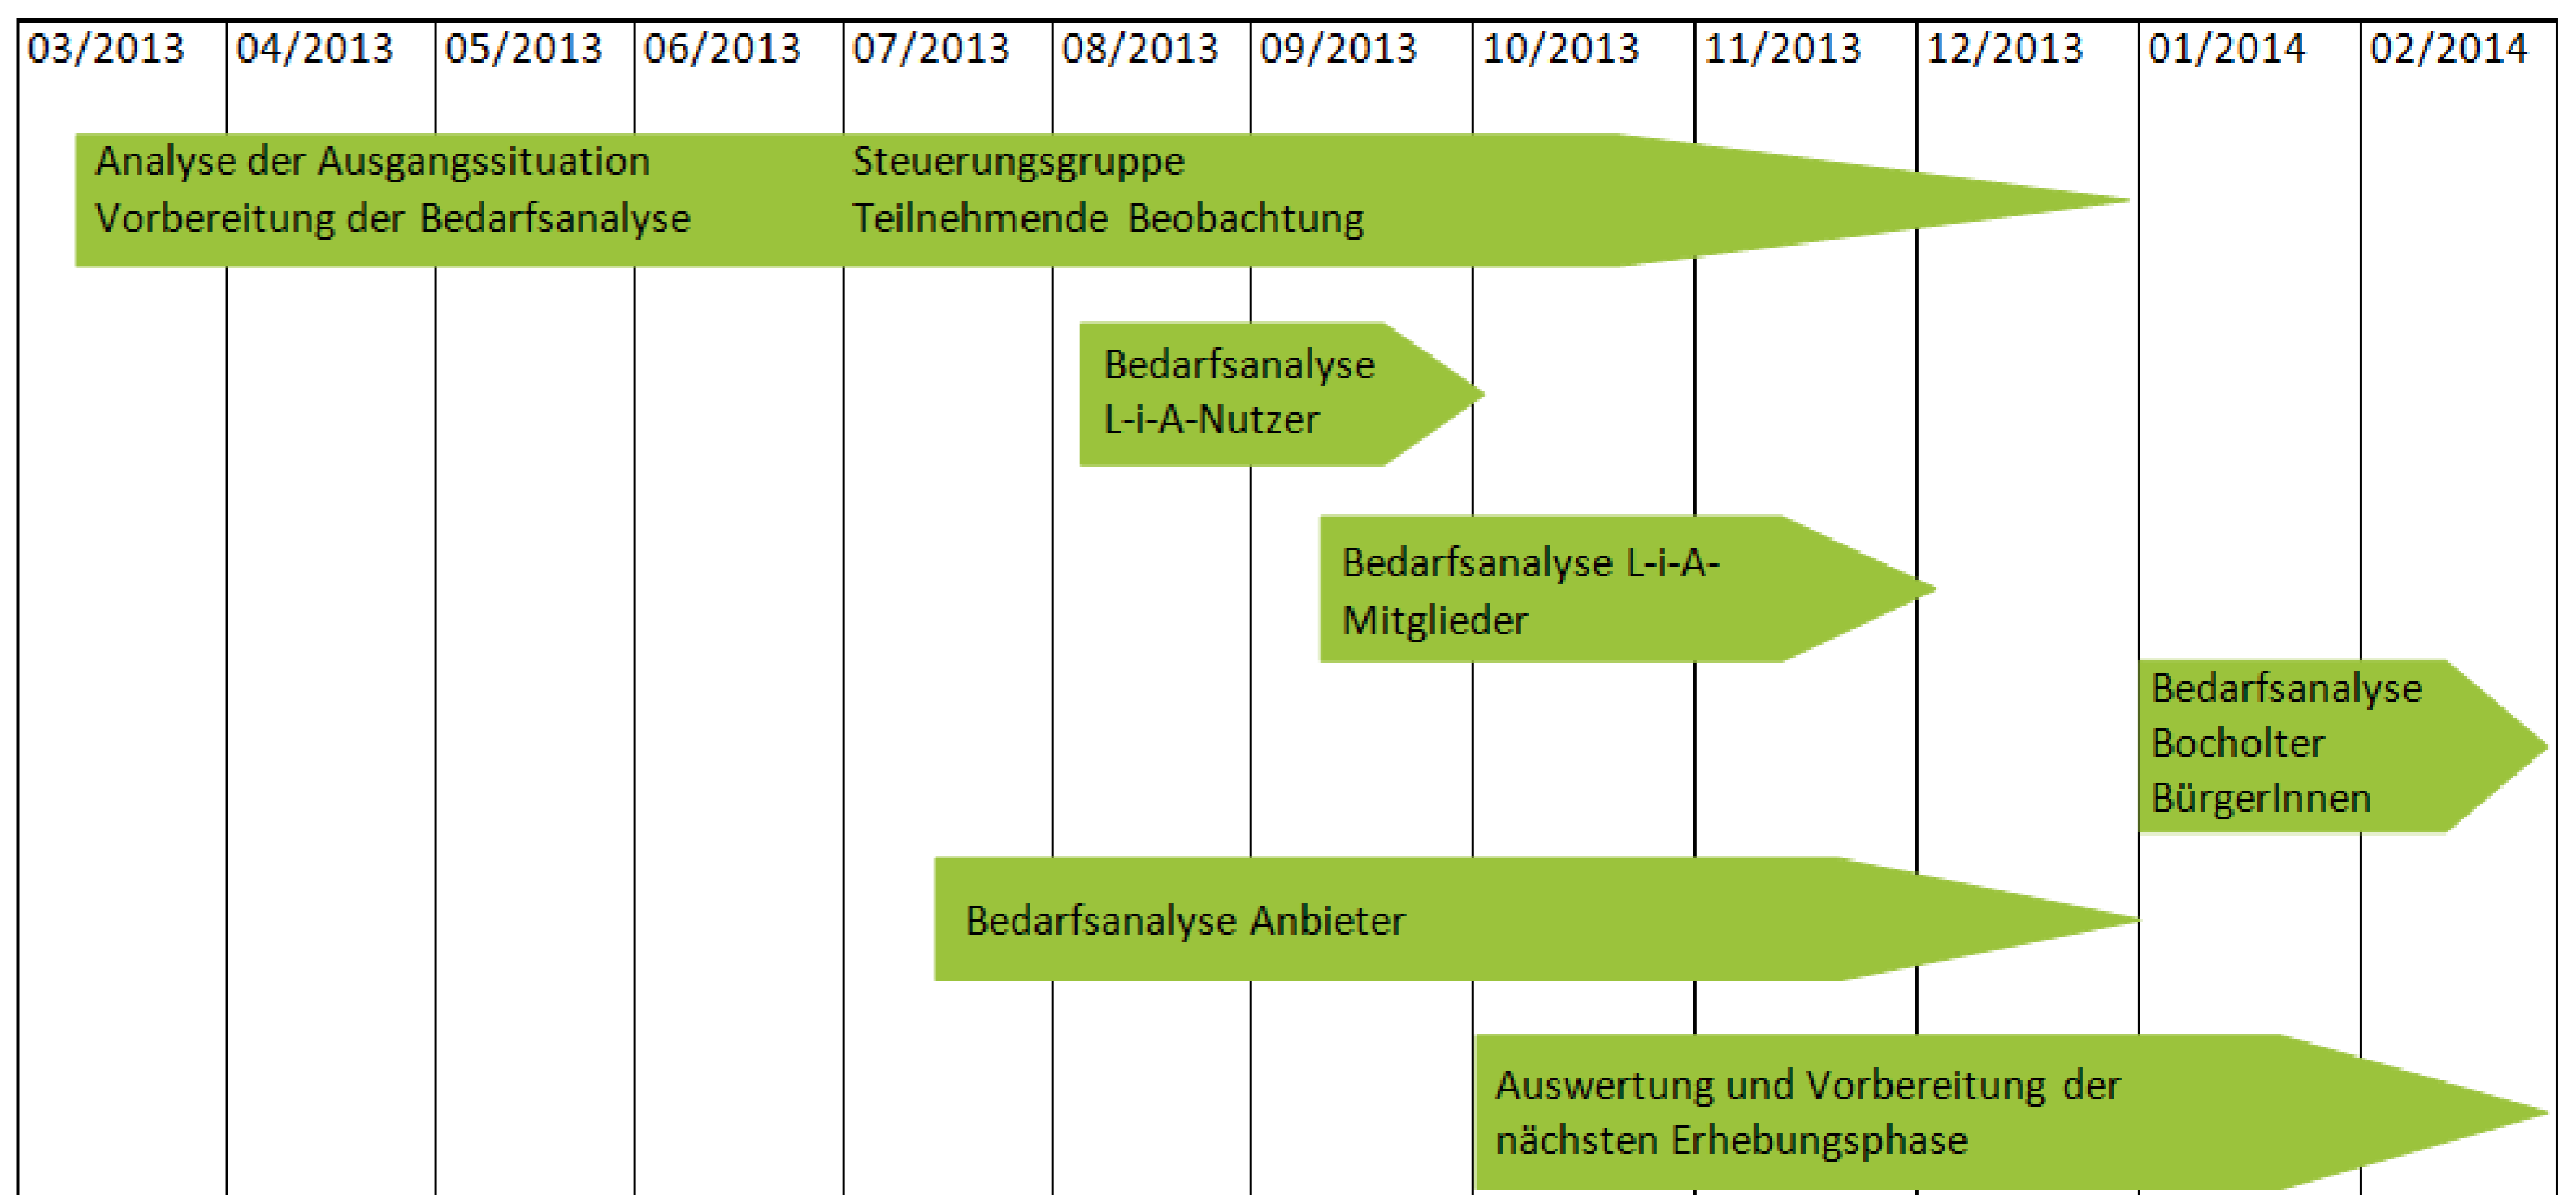 03/2013 04/2013 05/2013 06/2013 07/2013 08/2013 09/2013 10/2013 11/2013 12/2013 01/2014 02/2014
Analyse der Ausgangssituation Steuerungsgruppe
Vorbereitung der Bedarfsanalyse Teilnehmende Beobachtung
Bedarfsanalyse
L-i-A-Nutzer
Bedarfsanalyse L-i-A-
Mitglieder
Bedarfsanalyse
Bocholter
BürgerInnen
Bedarfsanalyse Anbieter
Auswertung und Vorbereitung der
nächsten Erhebungsphase